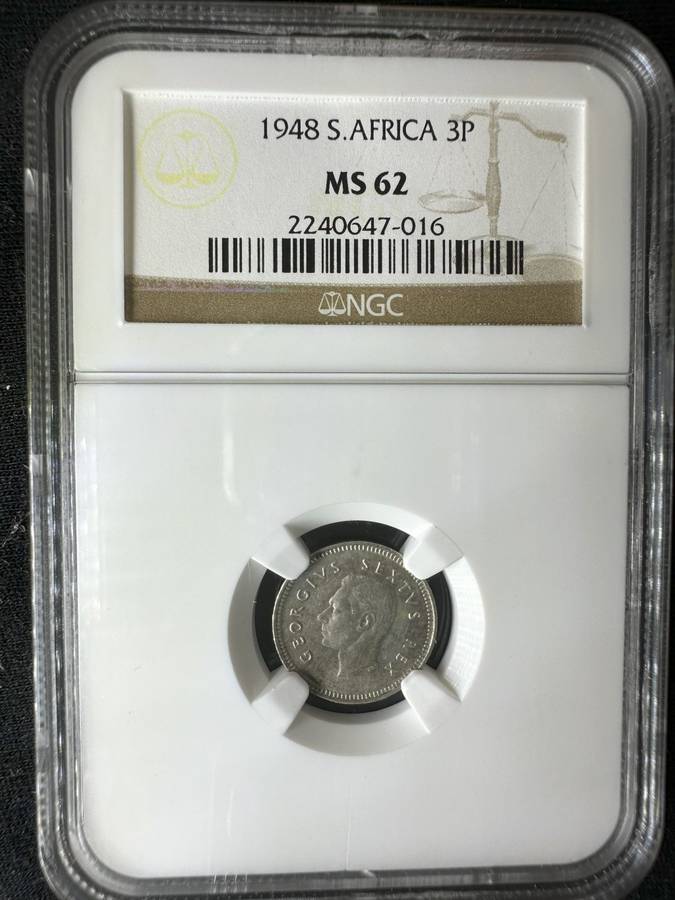 1948 S.AFRICA 3P
MS 62
2240647-016
NGC
GEORGIVS SEXTVS REX